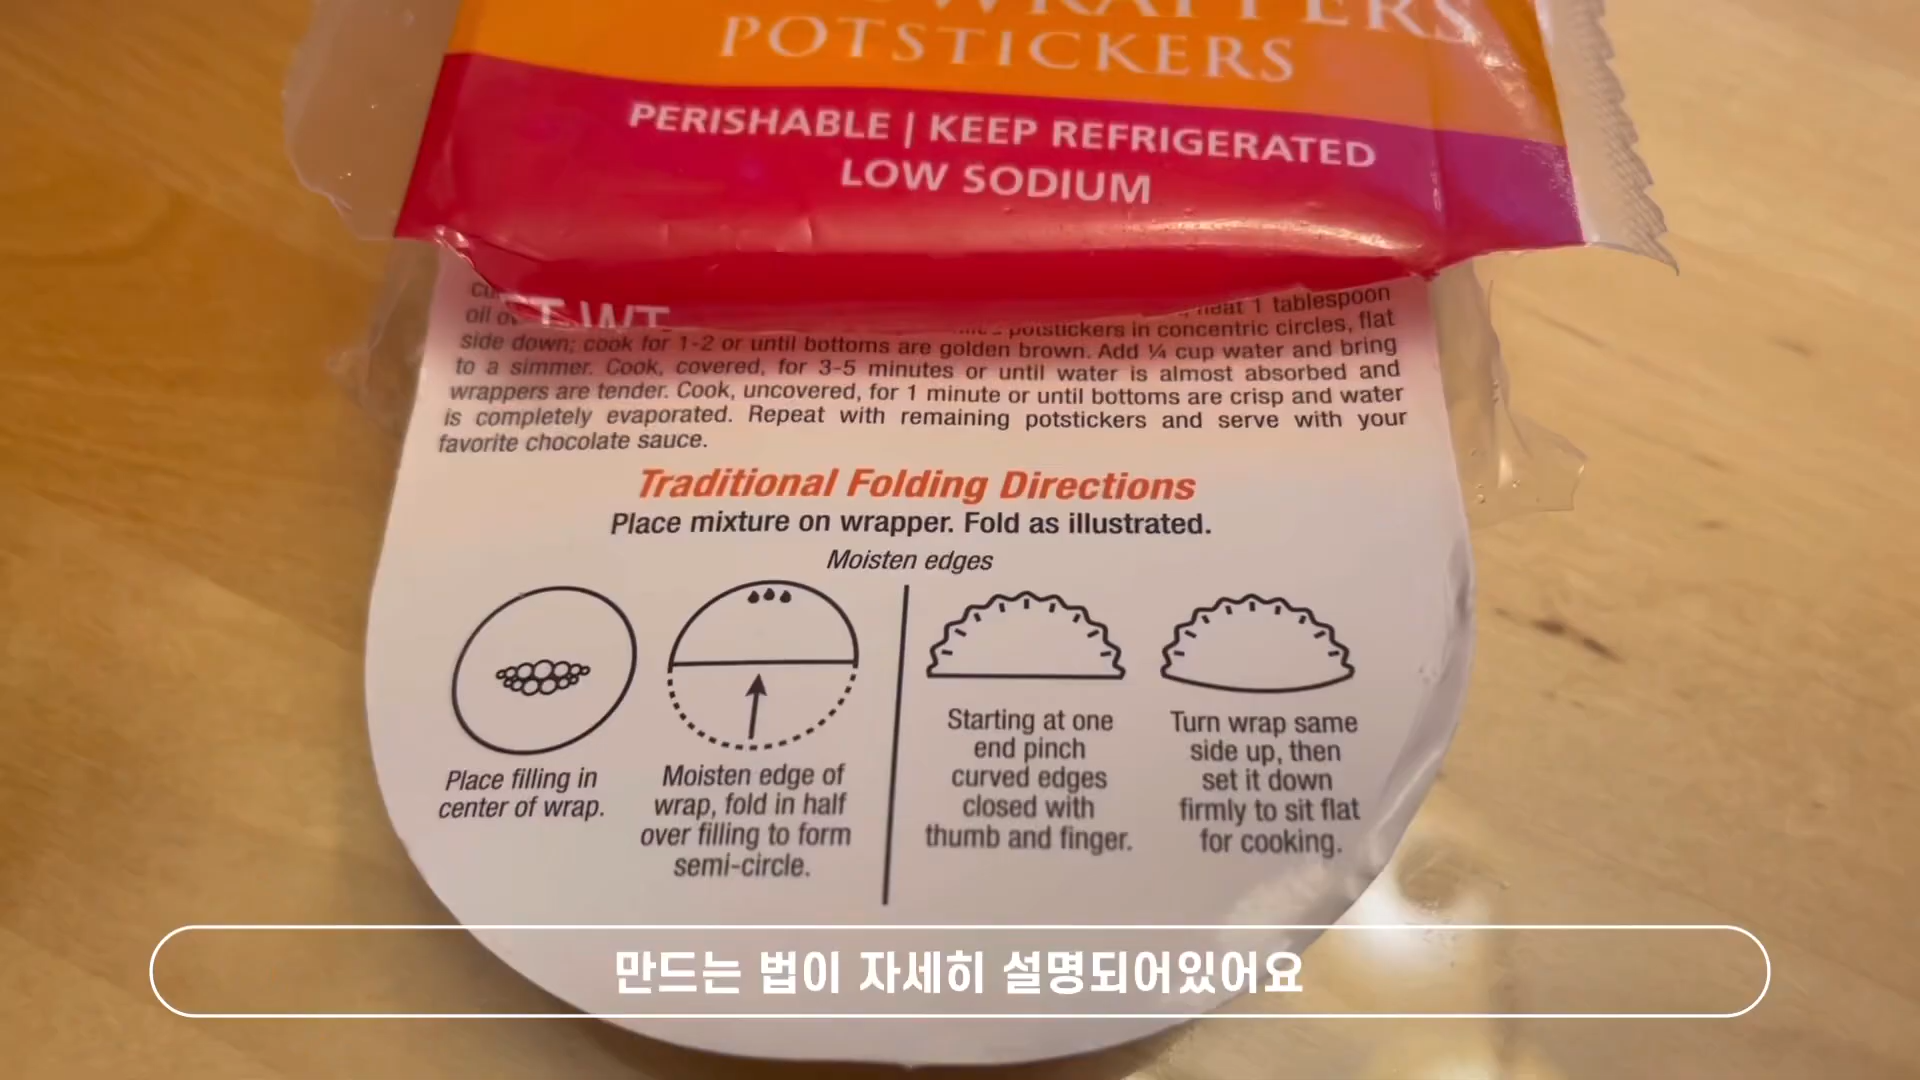 WRAPPERS
POTSTICKERS
PERISHABLE | KEEP REFRIGERATED
LOW SODIUM
heat 1 tablespoon
oil potstickers in concentric circles, flat
side down; cook for 1-2 or until bottoms are golden brown. Add ¼ cup water and bring
to a simmer. Cook, covered, for 3-5 minutes or until water is almost absorbed and
wrappers are tender. Cook, uncovered, for 1 minute or until bottoms are crisp and water
is completely evaporated. Repeat with remaining potstickers and serve with your
favorite chocolate sauce.
Traditional Folding Directions
Place mixture on wrapper. Fold as illustrated.
Moisten edges
Place filling in
center of wrap.
Moisten edge of
wrap, fold in half
over filling to form
semi-circle.
Starting at one
end pinch
curved edges
closed with
thumb and finger.
Turn wrap same
side up, then
set it down
firmly to sit flat
for cooking.
만드는 법이 자세히 설명되어있어요